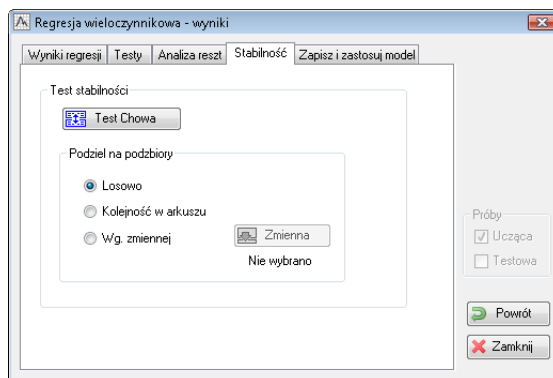 Regresja wieloczynnikowa - wyniki
Wyniki regresji Testy Analiza reszt Stabilność Zapisz i zastosuj model
Test stabilności
Test Chowa
Podziel na podzbiory
Losowo
Kolejność w arkuszu
Wg. zmiennej
Zmienna
Nie wybrano
Próby
Ucząca
Testowa
Powrót
Zamknij